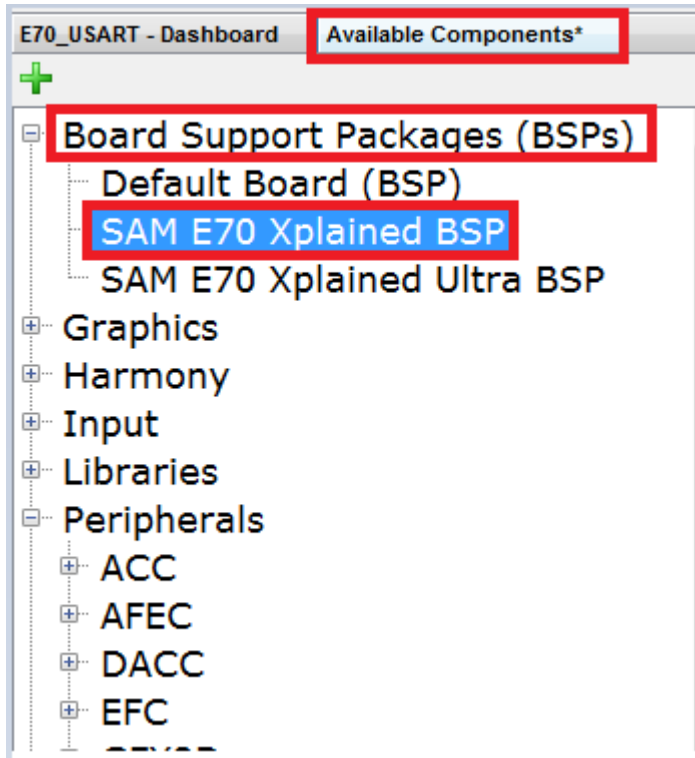 E70_USART - Dashboard Available Components*
Board Support Packages (BSPs)
Default Board (BSP)
SAM E70 Xplained BSP
SAM E70 Xplained Ultra BSP
Graphics
Harmony
Input
Libraries
Peripherals
ACC
AFEC
DACC
EFC